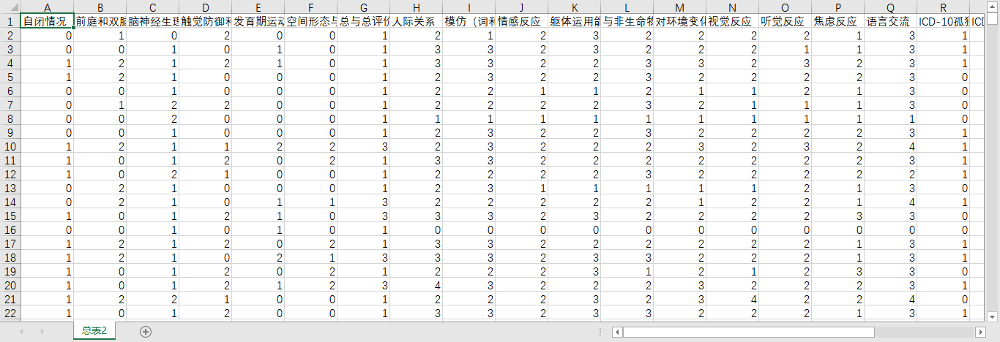 A B C D E F G H I J K L M N O P Q R
1 自闭情况 前庭和双脑 脑神经生理 触觉防御和 发育期运动 空间形态与 总与总评价 人际关系 模仿（词和 情感反应 躯体运用能 与非生命物 对环境变化 视觉反应 听觉反应 焦虑反应 语言交流 ICD-10孤独 ICD
2 0 1 0 2 0 0 1 2 1 2 3 2 2 2 2 1 3 1
3 0 0 1 0 1 0 1 3 3 2 3 2 2 2 1 1 3 1
4 1 2 1 2 1 0 1 3 3 2 2 3 3 2 3 2 3 1
5 1 2 1 0 0 0 1 2 3 2 2 3 2 2 2 2 3 0
6 0 0 1 0 0 0 1 2 2 1 1 2 1 1 2 1 3 0
7 0 1 2 2 0 0 1 2 2 2 2 3 2 1 1 1 3 0
8 0 0 2 0 0 0 1 1 1 1 1 1 1 1 1 1 1 0
9 0 0 1 0 0 0 1 2 3 2 2 3 2 2 2 2 3 1
10 1 2 1 1 2 2 3 2 3 2 2 2 3 2 3 2 4 1
11 1 0 1 2 0 2 1 3 3 2 2 2 2 2 2 2 3 1
12 1 0 2 1 0 0 1 2 2 2 2 3 2 2 2 2 2 1
13 0 2 1 0 0 0 1 2 3 1 1 1 1 1 2 1 3 0
14 0 2 1 0 1 1 3 2 2 2 2 2 1 2 2 1 4 1
15 1 0 1 2 1 0 3 3 3 2 3 2 2 2 2 3 3 0
16 0 0 1 0 1 0 1 0 0 0 0 0 0 0 0 0 0 0
17 1 2 1 2 0 2 1 3 3 2 2 2 2 2 2 1 3 1
18 1 2 1 0 2 1 3 3 3 2 3 3 2 2 2 1 3 1
19 1 0 1 2 0 2 1 2 2 2 3 1 2 1 2 3 3 0
20 1 0 1 2 1 2 3 4 3 2 2 2 3 2 2 2 3 1
21 1 2 2 1 0 0 1 2 2 2 3 2 3 4 2 2 4 0
22 1 0 1 2 0 0 1 3 3 2 3 3 2 2 2 1 3 1
总表2